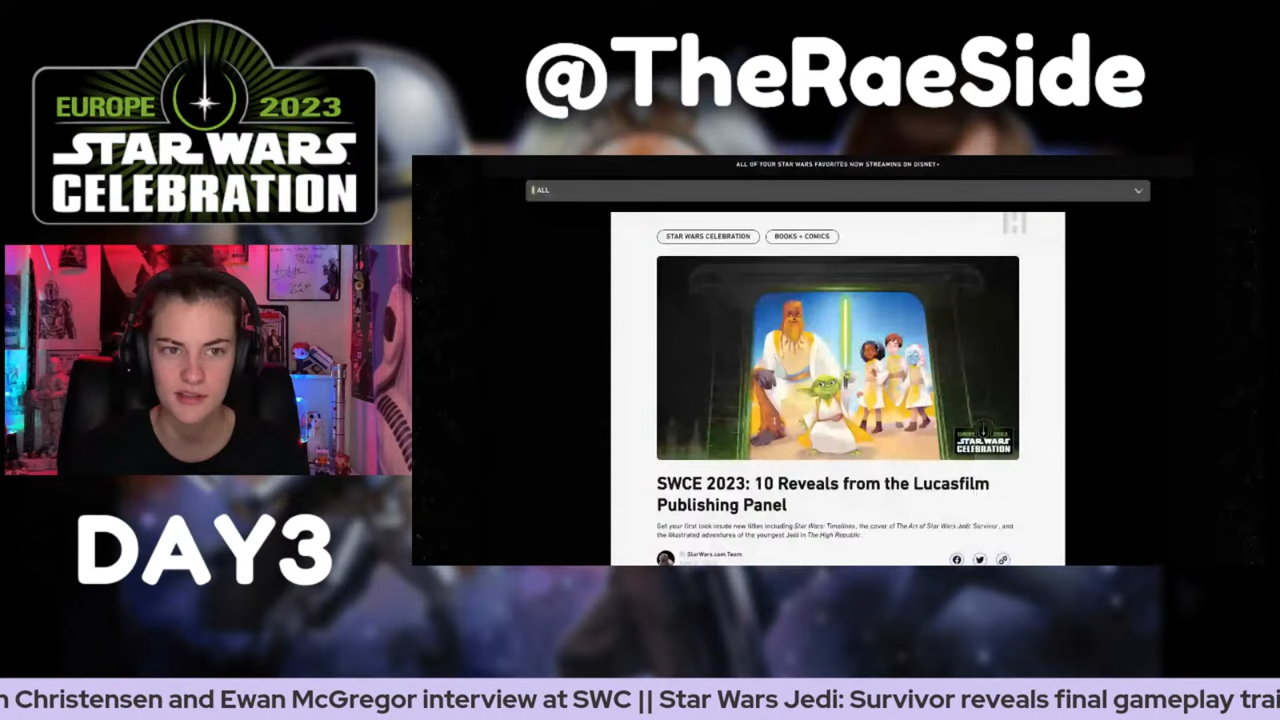 EUROPE 2023
STAR WARS
CELEBRATION
@TheRaeSide
ALL OF YOUR STAR WARS FAVORITES NOW STREAMING ON DISNEY+
ALL
STAR WARS CELEBRATION
BOOKS + COMICS
EUROPE 2023
STAR WARS
CELEBRATION
SWCE 2023: 10 Reveals from the Lucasfilm
Publishing Panel
Get your first look inside new titles including Star Wars: Timelines, the cover of The Art of Star Wars Jedi: Survivor, and
the illustrated adventures of the youngest Jedi in The High Republic.
StarWars.com Team
DAY3
n Christensen and Ewan McGregor interview at SWC || Star Wars Jedi: Survivor reveals final gameplay trai